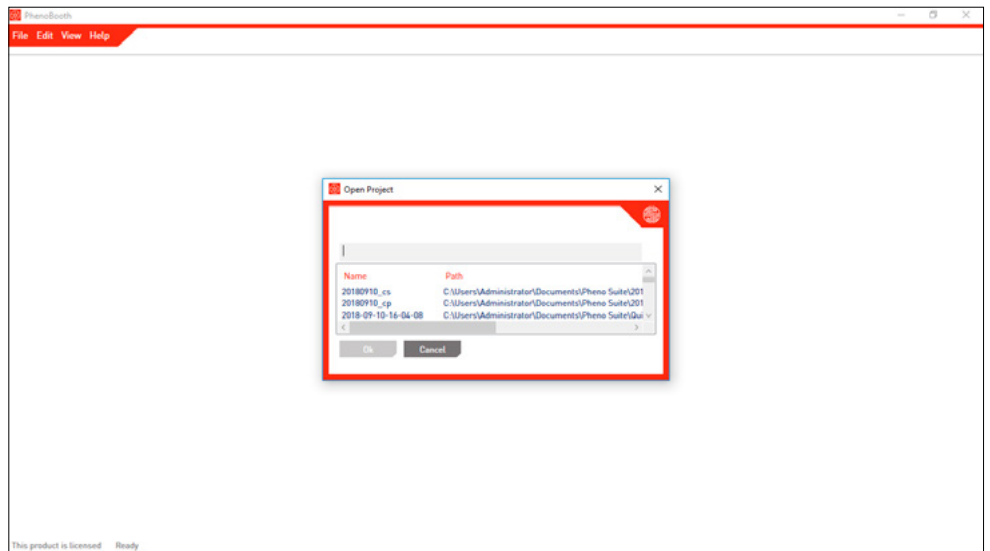 PhenoBooth
File Edit View Help
Open Project
Name Path
20180910_cs C:\Users\Administrator\Documents\Pheno Suite\201
20180910_cp C:\Users\Administrator\Documents\Pheno Suite\201
2018-09-10-16-04-08 C:\Users\Administrator\Documents\Pheno Suite\Qui
Ok Cancel
This product is licensed Ready